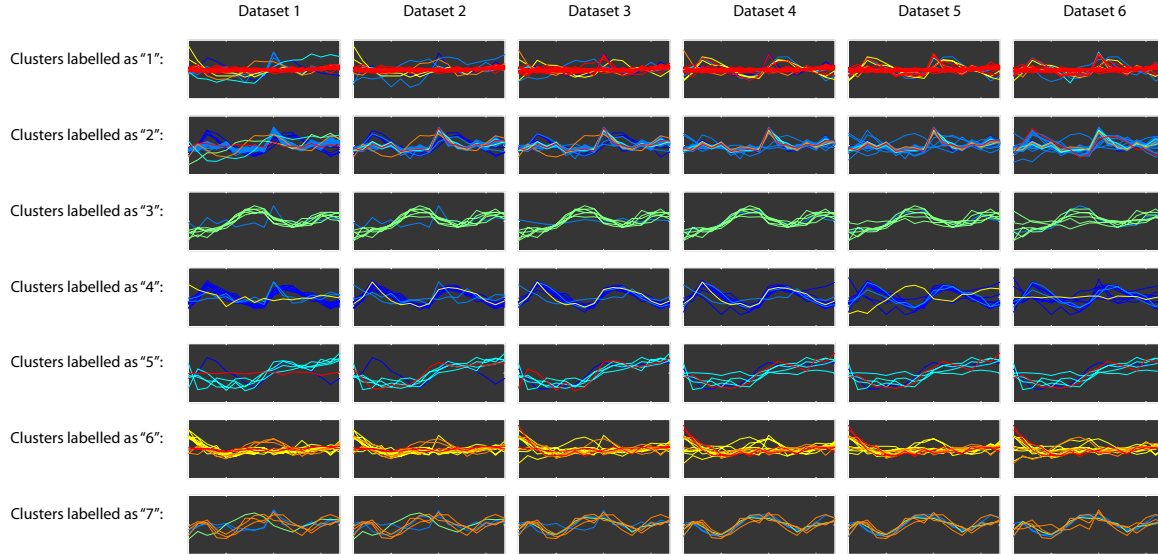 Dataset 1 Dataset 2 Dataset 3 Dataset 4 Dataset 5 Dataset 6
Clusters labelled as “1”:
Clusters labelled as “2”:
Clusters labelled as “3”:
Clusters labelled as “4”:
Clusters labelled as “5”:
Clusters labelled as “6”:
Clusters labelled as “7”: